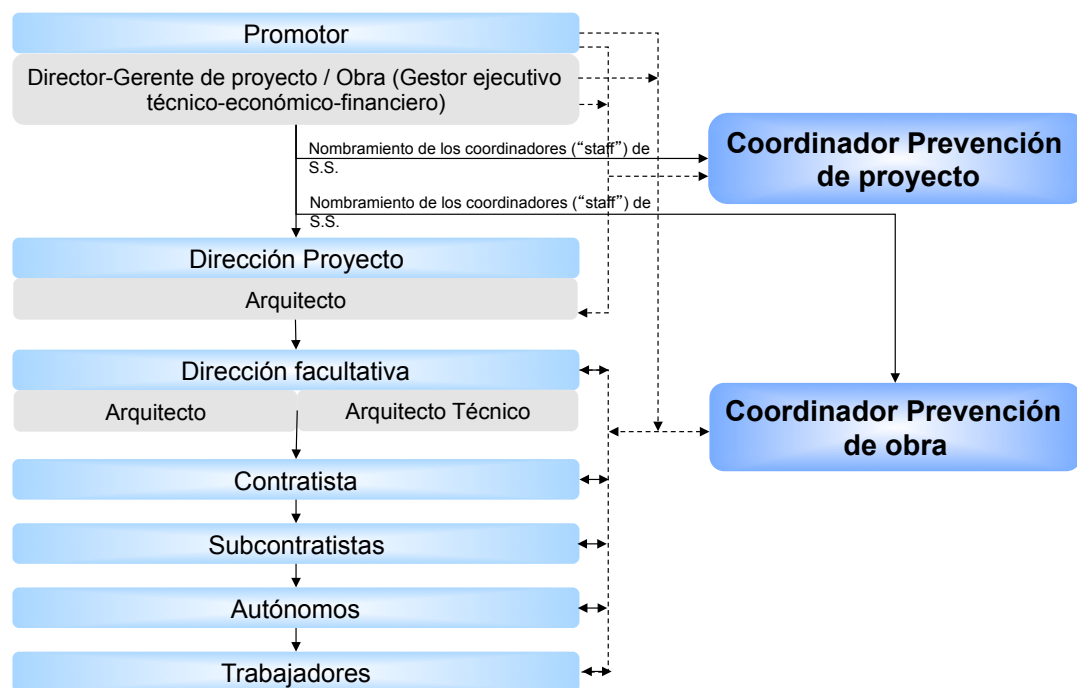 Promotor
Director-Gerente de proyecto / Obra (Gestor ejecutivo
técnico-económico-financiero)
Nombramiento de los coordinadores (“staff”) de
S.S.
Coordinador Prevención
de proyecto
Nombramiento de los coordinadores (“staff”) de
S.S.
Dirección Proyecto
Arquitecto
Dirección facultativa
Arquitecto
Arquitecto Técnico
Coordinador Prevención
de obra
Contratista
Subcontratistas
Autónomos
Trabajadores